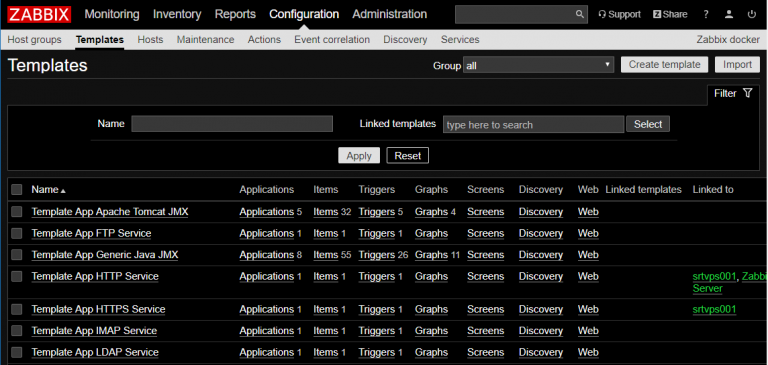 ZABBIX Monitoring Inventory Reports Configuration Administration Support Z Share ?
Host groups Templates Hosts Maintenance Actions Event correlation Discovery Services Zabbix docker
Templates Group all Create template Import
Filter
Name Linked templates type here to search Select
Apply Reset
Name Applications Items Triggers Graphs Screens Discovery Web Linked templates Linked to
Template App Apache Tomcat JMX Applications 5 Items 32 Triggers 5 Graphs 4 Screens Discovery Web
Template App FTP Service Applications 1 Items 1 Triggers 1 Graphs Screens Discovery Web
Template App Generic Java JMX Applications 8 Items 55 Triggers 26 Graphs 11 Screens Discovery Web
Template App HTTP Service Applications 1 Items 1 Triggers 1 Graphs Screens Discovery Web srtvps001, Zabbi
Server
Template App HTTPS Service Applications 1 Items 1 Triggers 1 Graphs Screens Discovery Web srtvps001
Template App IMAP Service Applications 1 Items 1 Triggers 1 Graphs Screens Discovery Web
Template App LDAP Service Applications 1 Items 1 Triggers 1 Graphs Screens Discovery Web